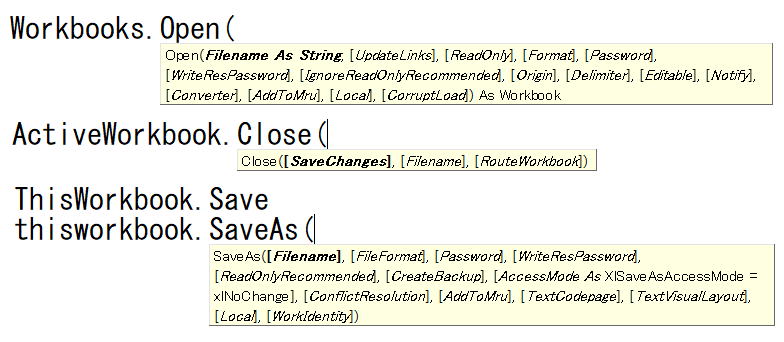 Workbooks.Open(
Open(Filename As String, [UpdateLinks], [ReadOnly], [Format], [Password],
[WriteResPassword], [IgnoreReadOnlyRecommended], [Origin], [Delimiter], [Editable], [Notify],
[Converter], [AddToMru], [Local], [CorruptLoad]) As Workbook
ActiveWorkbook.Close(
Close([SaveChanges], [Filename], [RouteWorkbook])
ThisWorkbook.Save
thisworkbook.SaveAs(
SaveAs([Filename], [FileFormat], [Password], [WriteResPassword],
[ReadOnlyRecommended], [CreateBackup], [AccessMode As XlSaveAsAccessMode =
xlNoChange], [ConflictResolution], [AddToMru], [TextCodepage], [TextVisualLayout],
[Local], [WorkIdentity])